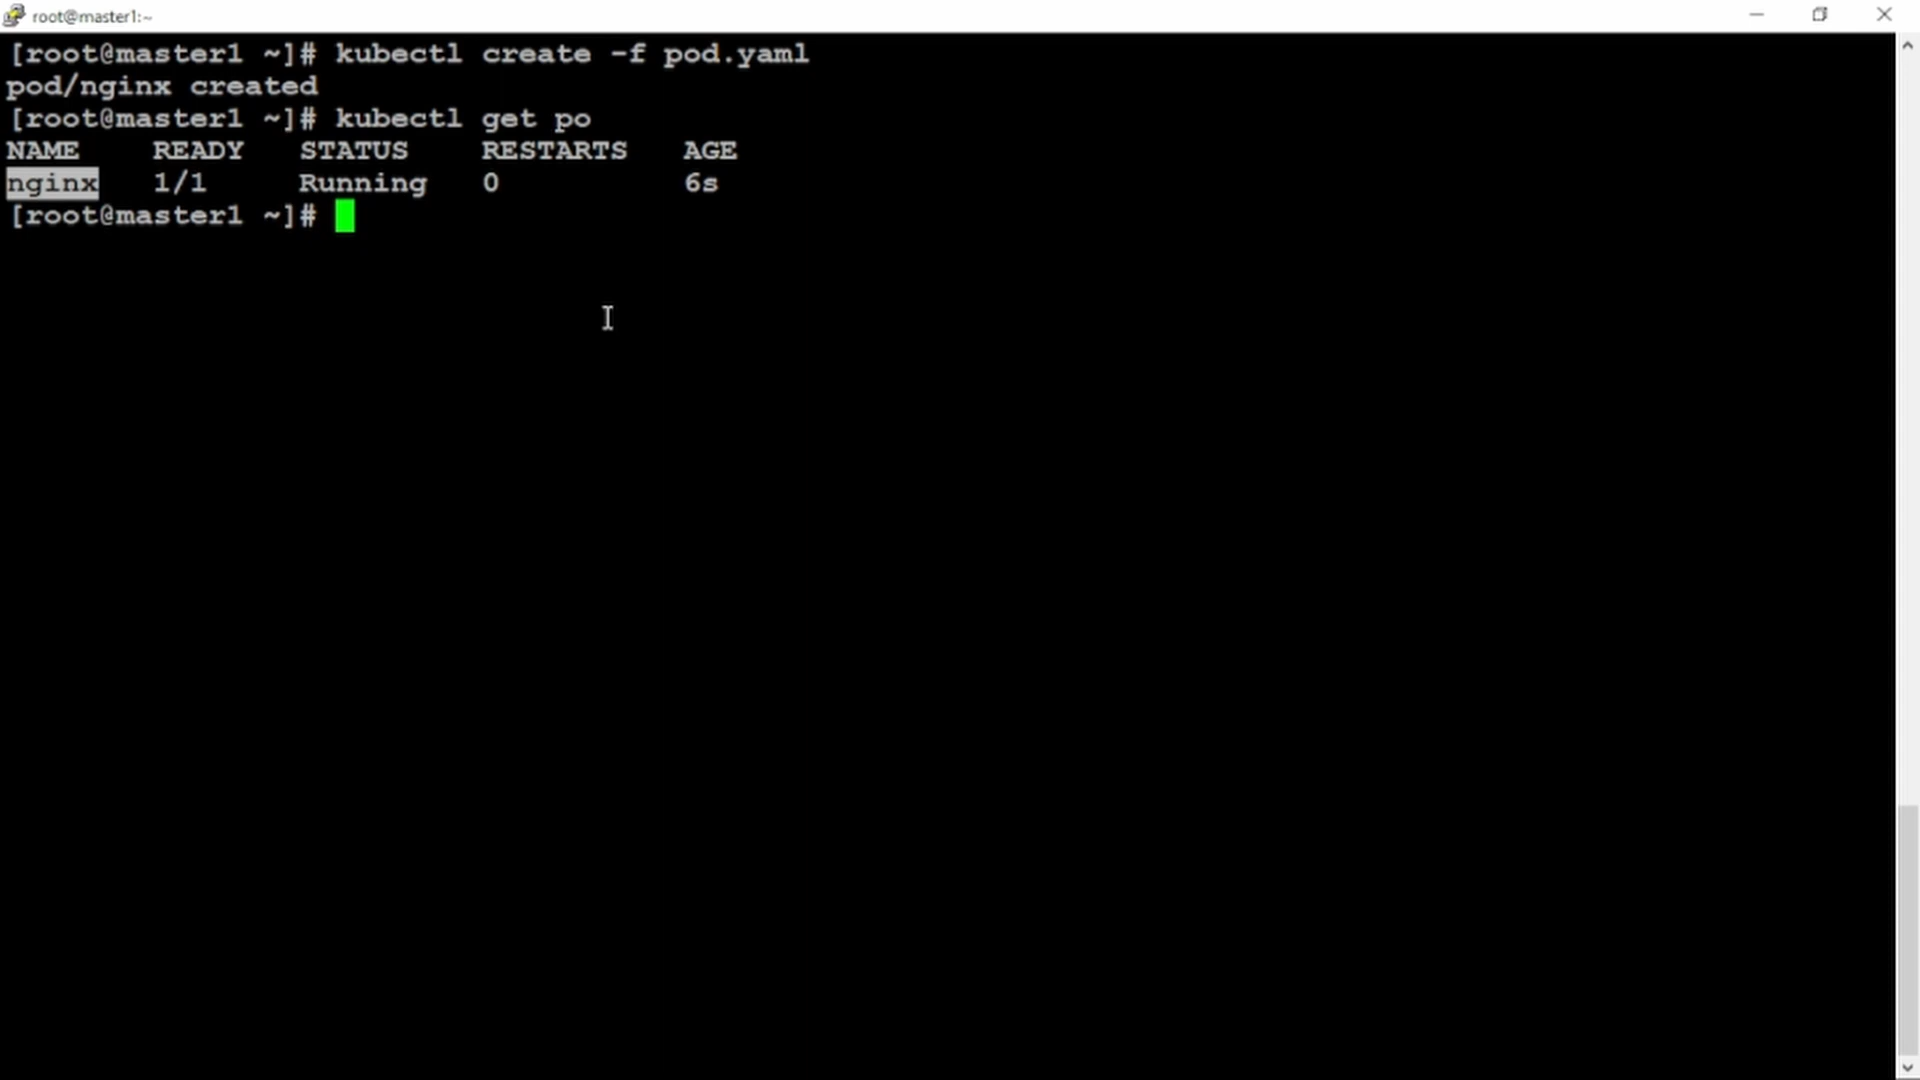 root@master1:~
[root@master1 ~]# kubectl create -f pod.yaml
pod/nginx created
[root@master1 ~]# kubectl get po
NAME READY STATUS RESTARTS AGE
nginx 1/1 Running 0 6s
[root@master1 ~]#